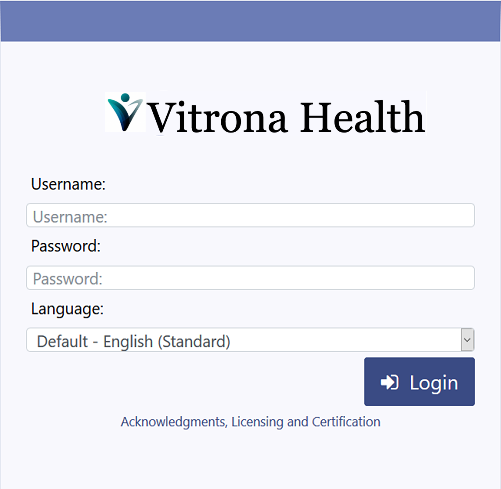 Vitrona Health
Username:
Username:
Password:
Password:
Language:
Default - English (Standard)
Login
Acknowledgments, Licensing and Certification